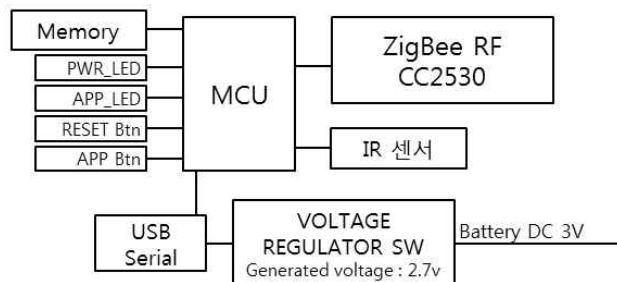 Memory
PWR_LED
APP_LED
RESET Btn
APP Btn
MCU
ZigBee RF
CC2530
IR 센서
USB
Serial
VOLTAGE
REGULATOR SW
Generated voltage : 2.7v
Battery DC 3V